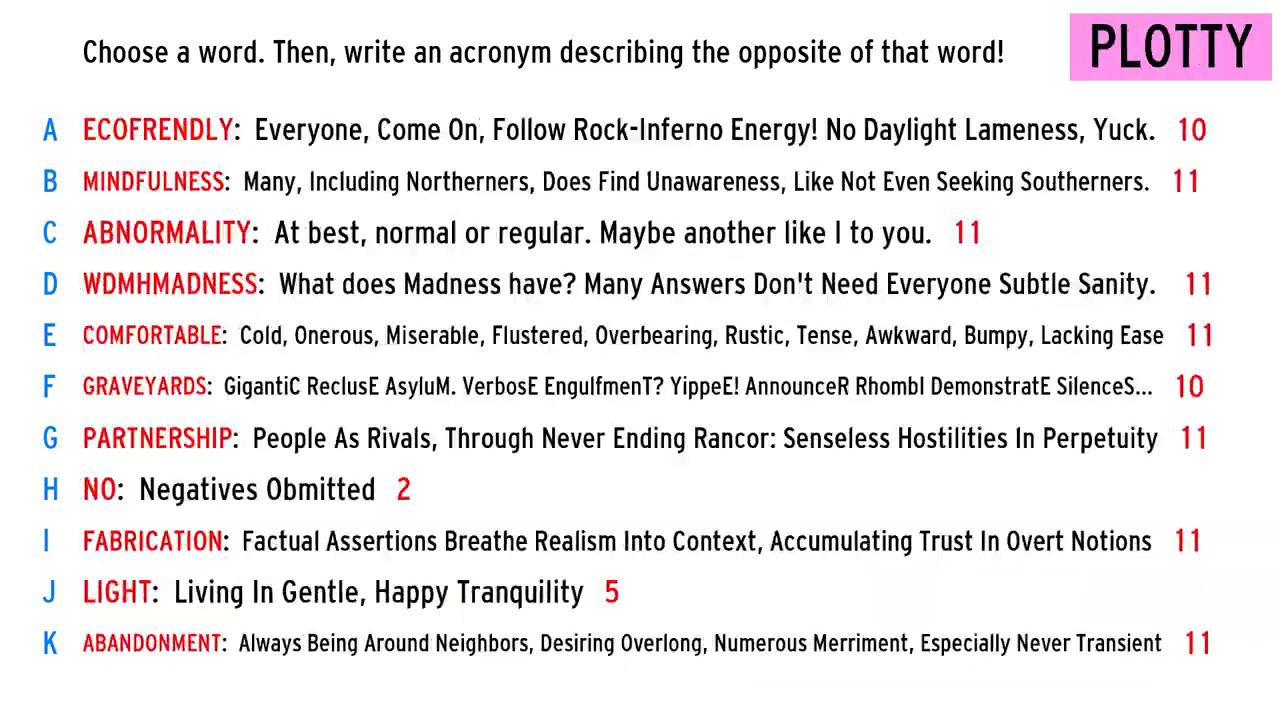 Choose a word. Then, write an acronym describing the opposite of that word!
PLOTTY
A ECOFRENDLY: Everyone, Come On, Follow Rock-Inferno Energy! No Daylight Lameness, Yuck. 10
B MINDFULNESS: Many, Including Northerners, Does Find Unawareness, Like Not Even Seeking Southerners. 11
C ABNORMALITY: At best, normal or regular. Maybe another like I to you. 11
D WDMHMADNESS: What does Madness have? Many Answers Don't Need Everyone Subtle Sanity. 11
E COMFORTABLE: Cold, Onerous, Miserable, Flustered, Overbearing, Rustic, Tense, Awkward, Bumpy, Lacking Ease 11
F GRAVEYARDS: GigantiC ReclusE AsyluM. VerbosE EngulfmenT? YippeE! AnnounceR RhombI DemonstratE SilenceS... 10
G PARTNERSHIP: People As Rivals, Through Never Ending Rancor: Senseless Hostilities In Perpetuity 11
H NO: Negatives Obmitted 2
I FABRICATION: Factual Assertions Breathe Realism Into Context, Accumulating Trust In Overt Notions 11
J LIGHT: Living In Gentle, Happy Tranquility 5
K ABANDONMENT: Always Being Around Neighbors, Desiring Overlong, Numerous Merriment, Especially Never Transient 11